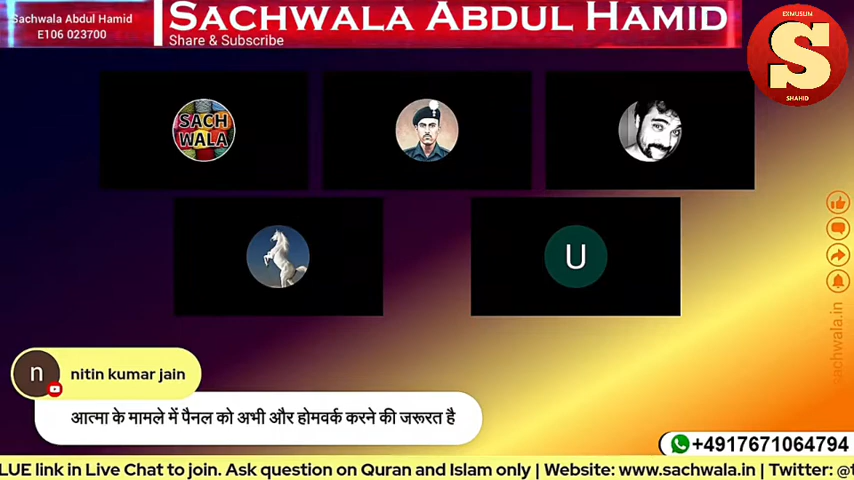 Sachwala Abdul Hamid
E106 023700
SACHWALA ABDUL HAMID
Share & Subscribe
EXMUSLIM
S
SHAHID
SACH
WALA
U
sachwala.in
n
nitin kumar jain
आत्मा के मामले में पैनल को अभी और होमवर्क करने की जरूरत है
+4917671064794
LUE link in Live Chat to join. Ask question on Quran and Islam only | Website: www.sachwala.in | Twitter: @